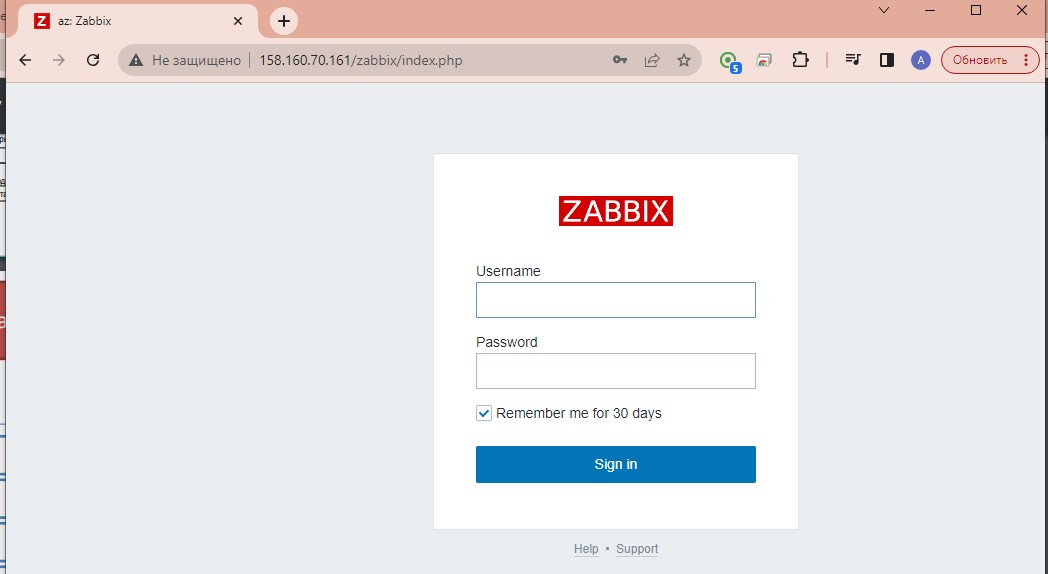 az: Zabbix
Не защищено 158.160.70.161/zabbix/index.php
5
A
Обновить
ZABBIX
Username
Password
Remember me for 30 days
Sign in
Help • Support